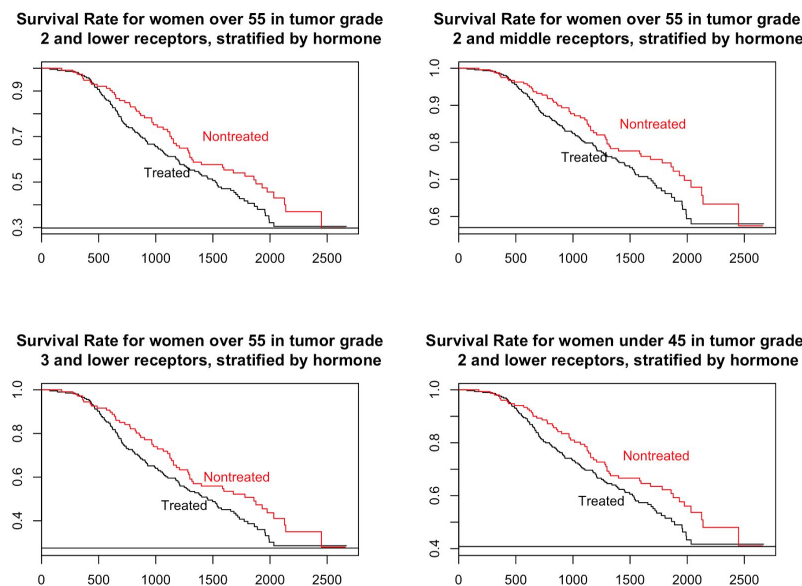 Survival Rate for women over 55 in tumor grade
2 and lower receptors, stratified by hormone
0.9
0.7
0.5
0.3
Nontreated
Treated
0 500 1000 1500 2000 2500
Survival Rate for women over 55 in tumor grade
2 and middle receptors, stratified by hormone
1.0
0.9
0.8
0.7
0.6
Nontreated
Treated
0 500 1000 1500 2000 2500
Survival Rate for women over 55 in tumor grade
3 and lower receptors, stratified by hormone
1.0
0.8
0.6
0.4
Nontreated
Treated
0 500 1000 1500 2000 2500
Survival Rate for women under 45 in tumor grade
2 and lower receptors, stratified by hormone
1.0
0.8
0.6
0.4
Nontreated
Treated
0 500 1000 1500 2000 2500